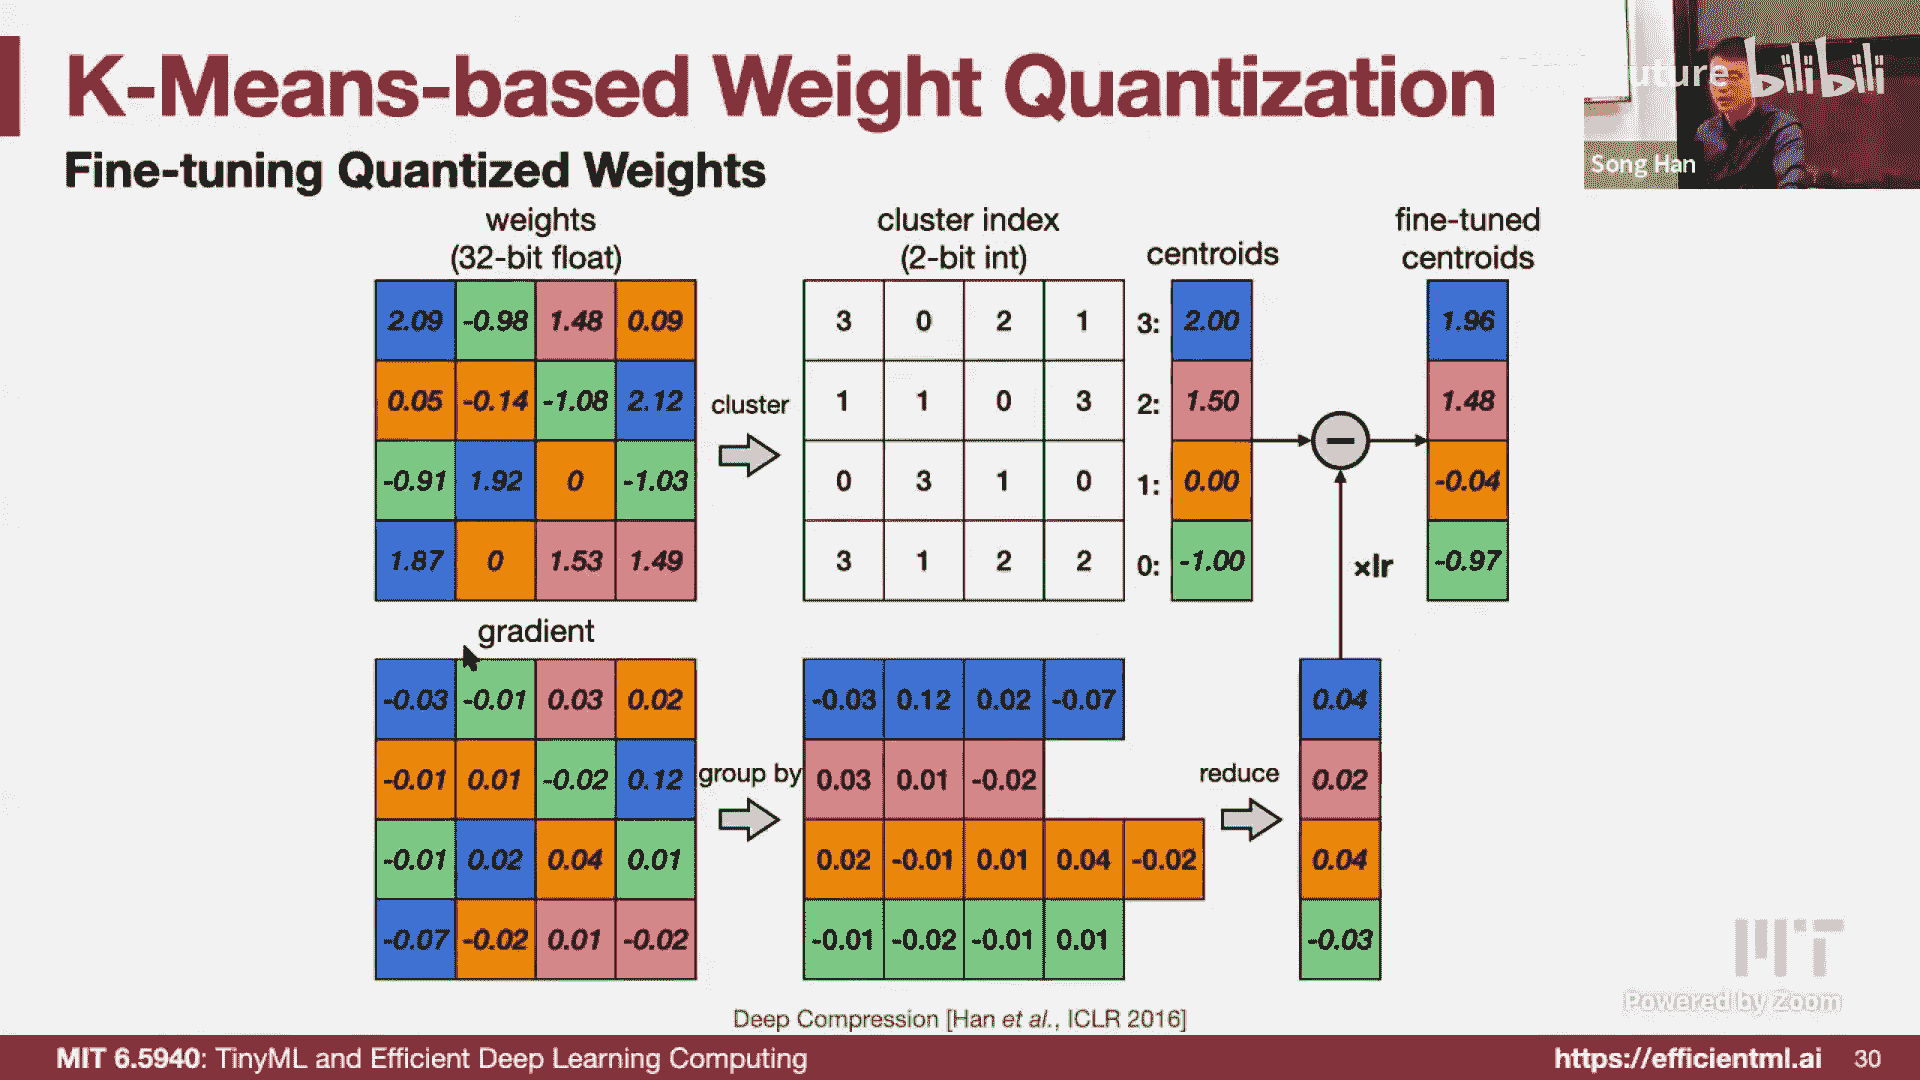 K-Means-based Weight Quantization
Fine-tuning Quantized Weights
uture bilibili
Song Han
weights
(32-bit float)
cluster index
(2-bit int)
centroids
fine-tuned
centroids
2.09 -0.98 1.48 0.09
0.05 -0.14 -1.08 2.12
-0.91 1.92 0 -1.03
1.87 0 1.53 1.49
cluster
3 0 2 1
1 1 0 3
0 3 1 0
3 1 2 2
3: 2.00
2: 1.50
1: 0.00
0: -1.00
×lr
1.96
1.48
-0.04
-0.97
gradient
-0.03 -0.01 0.03 0.02
-0.01 0.01 -0.02 0.12
-0.01 0.02 0.04 0.01
-0.07 -0.02 0.01 -0.02
group by
-0.03 0.12 0.02 -0.07
0.03 0.01 -0.02
0.02 -0.01 0.01 0.04 -0.02
-0.01 -0.02 -0.01 0.01
reduce
0.04
0.02
0.04
-0.03
MIT
Powered by Zoom
Deep Compression [Han et al., ICLR 2016]
MIT 6.5940: TinyML and Efficient Deep Learning Computing
https://efficientml.ai 30